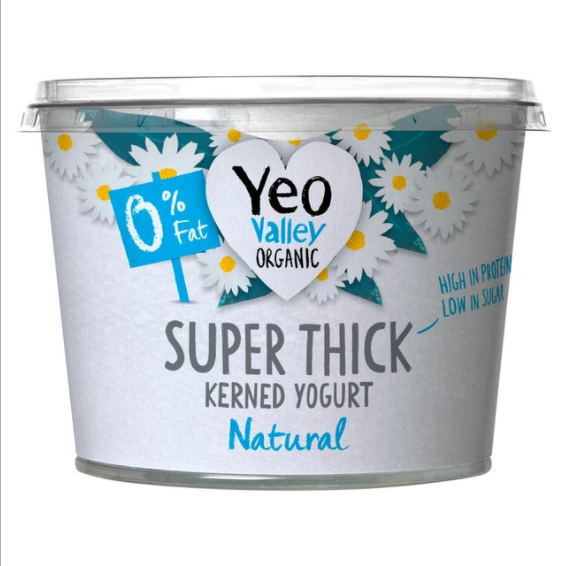 Yeo
Valley
ORGANIC
0%
Fat
HIGH IN PROTEIN
LOW IN SUGAR
SUPER THICK
KERNED YOGURT
Natural